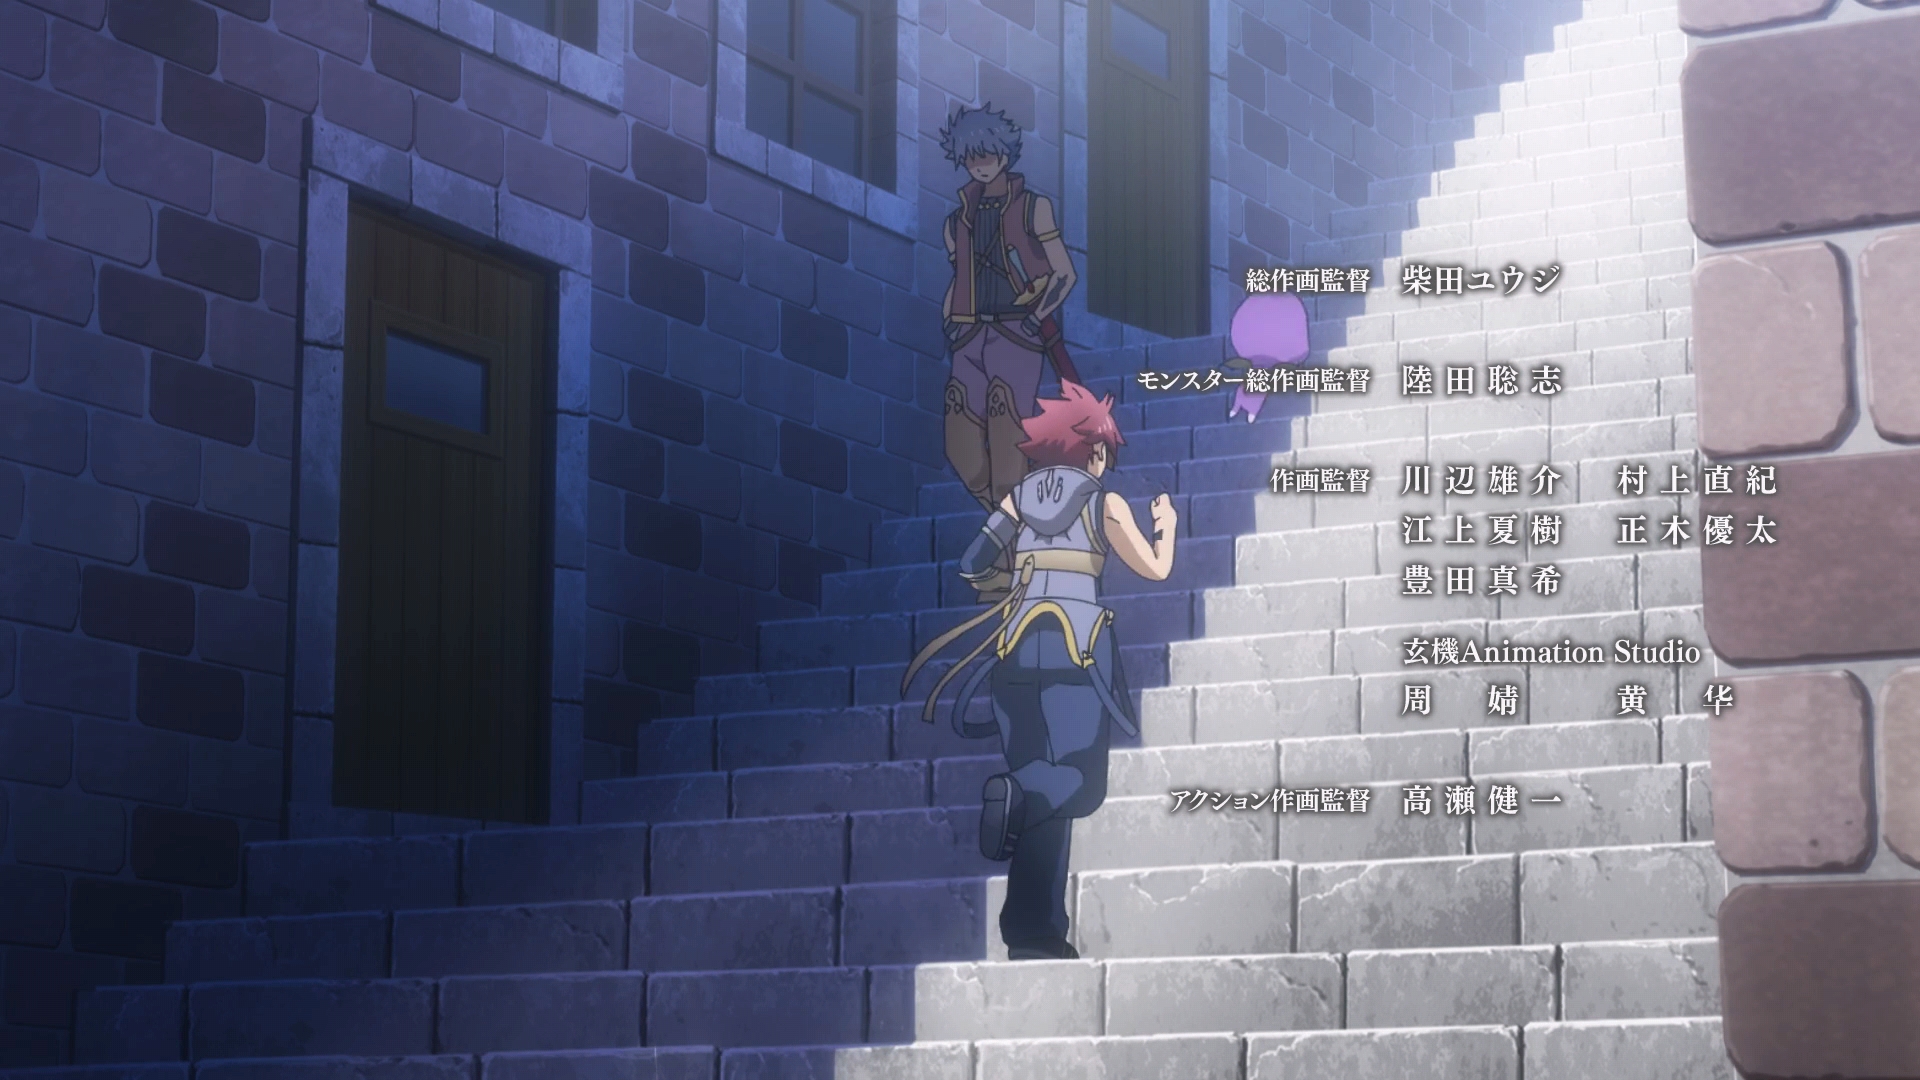 総作画監督 柴田ユウジ
モンスター総作画監督 陸田聡志
作画監督 川辺雄介 村上直紀
江上夏樹 正木優太
豊田真希
玄機Animation Studio
周婧 黄华
アクション作画監督 高瀬健一